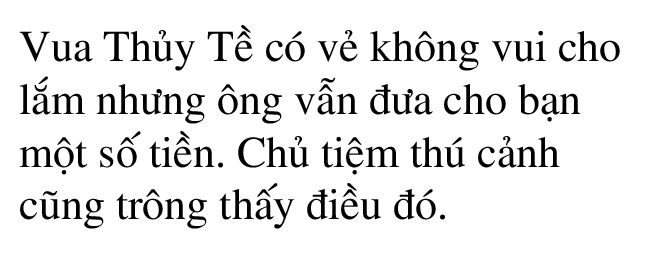 Vua Thủy Tề có vẻ không vui cho
lắm nhưng ông vẫn đưa cho bạn
một số tiền. Chủ tiệm thú cảnh
cũng trông thấy điều đó.